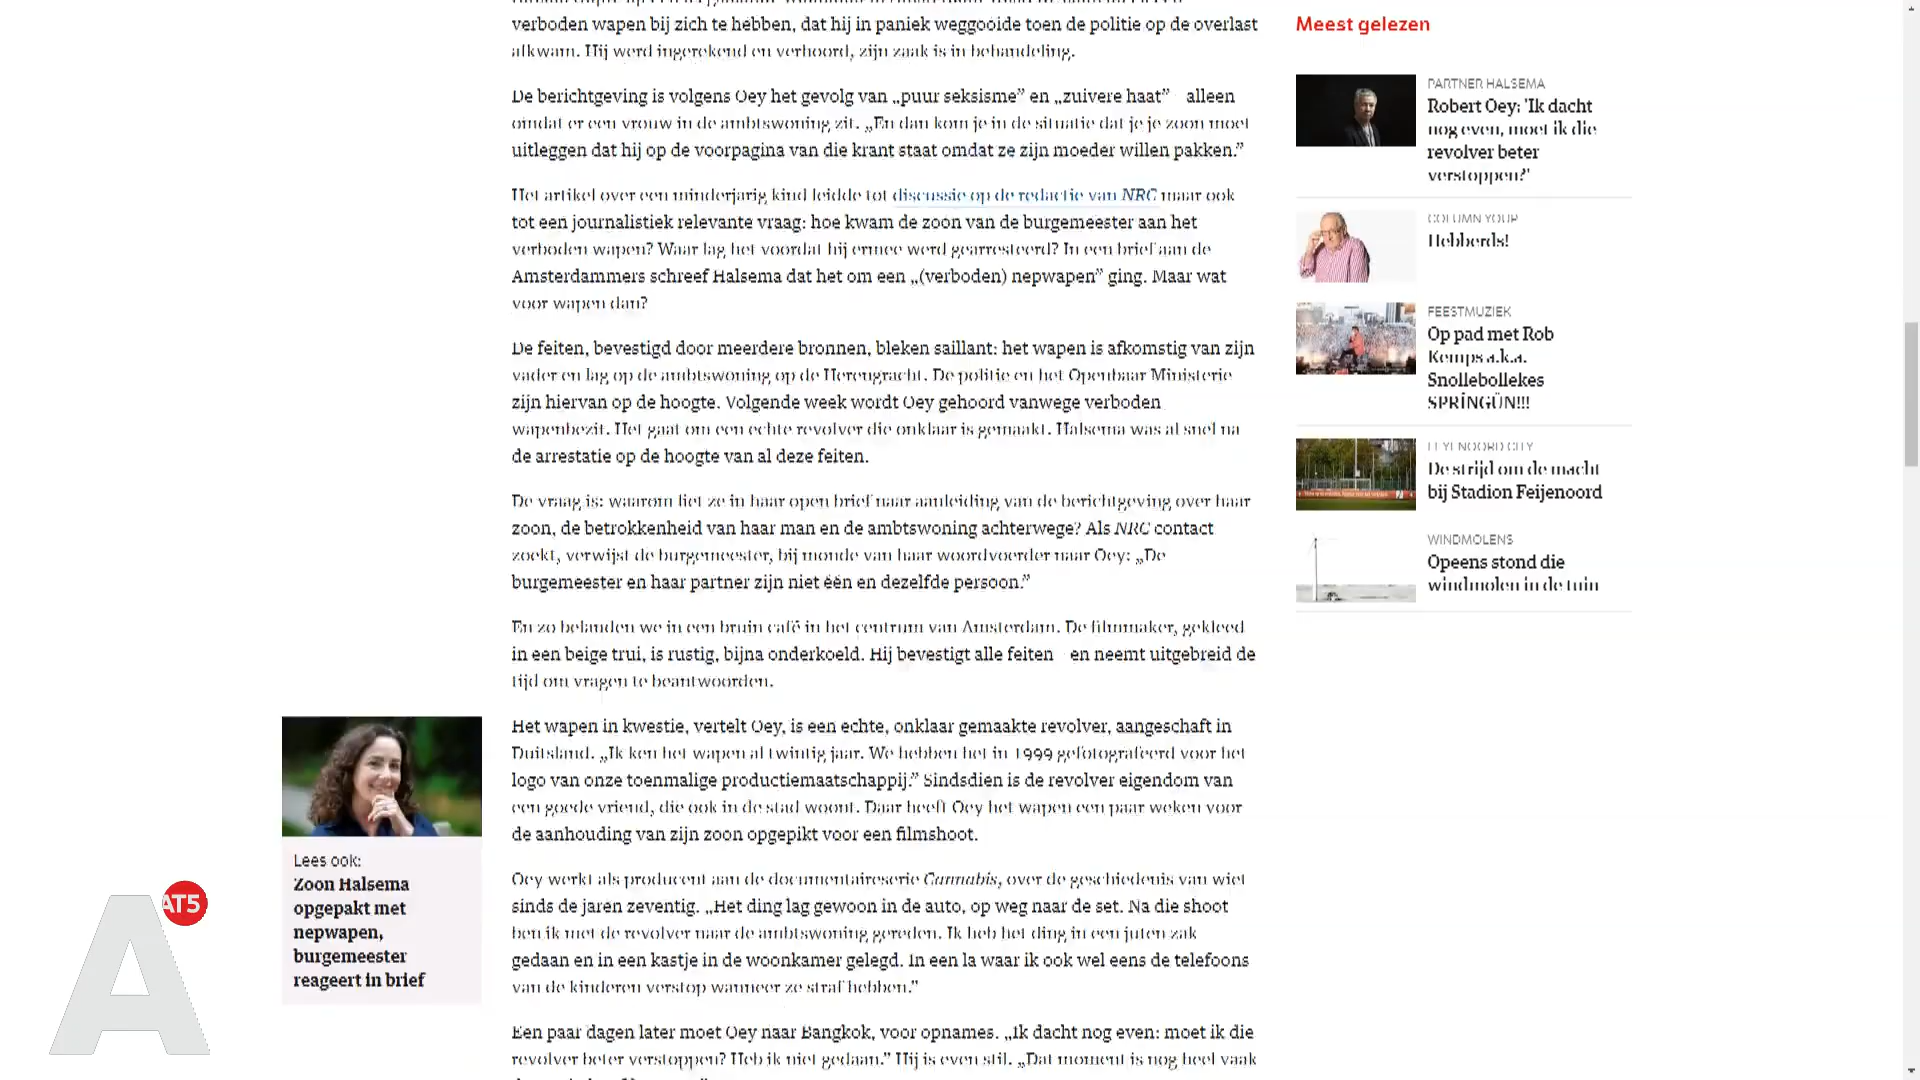 verboden wapen bij zich te hebben, dat hij in paniek weggooide toen de politie op de overlast
afkwam. Hij werd ingerekend en verhoord, zijn zaak is in behandeling.
De berichtgeving is volgens Oey het gevolg van „puur seksisme” en „zuivere haat” alleen
omdat er een vrouw in de ambtswoning zit. „En dan kom je in de situatie dat je je zoon moet
uitleggen dat hij op de voorpagina van die krant staat omdat ze zijn moeder willen pakken.”
Het artikel over een minderjarig kind leidde tot discussie op de redactie van NRC maar ook
tot een journalistiek relevante vraag: hoe kwam de zoon van de burgemeester aan het
verboden wapen? Waar lag het voordat hij ermee werd gearresteerd? In een brief aan de
Amsterdammers schreef Halsema dat het om een „(verboden) nepwapen” ging. Maar wat
voor wapen dan?
De feiten, bevestigd door meerdere bronnen, bleken saillant: het wapen is afkomstig van zijn
vader en lag op de ambtswoning op de Herengracht. De politie en het Openbaar Ministerie
zijn hiervan op de hoogte. Volgende week wordt Oey gehoord vanwege verboden
wapenbezit. Het gaat om een echte revolver die onklaar is gemaakt. Halsema was al snel na
de arrestatie op de hoogte van al deze feiten.
De vraag is: waarom liet ze in haar open brief naar aanleiding van de berichtgeving over haar
zoon, de betrokkenheid van haar man en de ambtswoning achterwege? Als NRC contact
zoekt, verwijst de burgemeester, bij monde van haar woordvoerder naar Oey: „De
burgemeester en haar partner zijn niet één en dezelfde persoon.”
En zo belanden we in een bruin café in het centrum van Amsterdam. De filmmaker, gekleed
in een beige trui, is rustig, bijna onderkoeld. Hij bevestigt alle feiten en neemt uitgebreid de
tijd om vragen te beantwoorden.
Het wapen in kwestie, vertelt Oey, is een echte, onklaar gemaakte revolver, aangeschaft in
Duitsland. „Ik ken het wapen al twintig jaar. We hebben het in 1999 gefotografeerd voor het
logo van onze toenmalige productiemaatschappij.” Sindsdien is de revolver eigendom van
een goede vriend, die ook in de stad woont. Daar heeft Oey het wapen een paar weken voor
de aanhouding van zijn zoon opgepikt voor een filmshoot.
Oey werkt als producent aan de documentaireserie Cannabis, over de geschiedenis van wiet
sinds de jaren zeventig. „Het ding lag gewoon in de auto, op weg naar de set. Na die shoot
ben ik met de revolver naar de ambtswoning gereden. Ik heb het ding in een juten zak
gedaan en in een kastje in de woonkamer gelegd. In een la waar ik ook wel eens de telefoons
van de kinderen verstop wanneer ze straf hebben.”
Een paar dagen later moet Oey naar Bangkok, voor opnames. „Ik dacht nog even: moet ik die
revolver beter verstoppen? Heb ik niet gedaan.” Hij is even stil. „Dat moment is nog heel vaak
Lees ook:
Zoon Halsema
opgepakt met
nepwapen,
burgemeester
reageert in brief
A
AT5
Meest gelezen
PARTNER HALSEMA
Robert Oey: 'Ik dacht
nog even, moet ik die
revolver beter
verstoppen?'
COLUMN YOUP
Hebberds!
FEESTMUZIEK
Op pad met Rob
Kemps a.k.a.
Snollebollekes
SPRINGÛN!!!
FEYENOORD CITY
De strijd om de macht
bij Stadion Feijenoord
WINDMOLENS
Opeens stond die
windmolen in de tuin